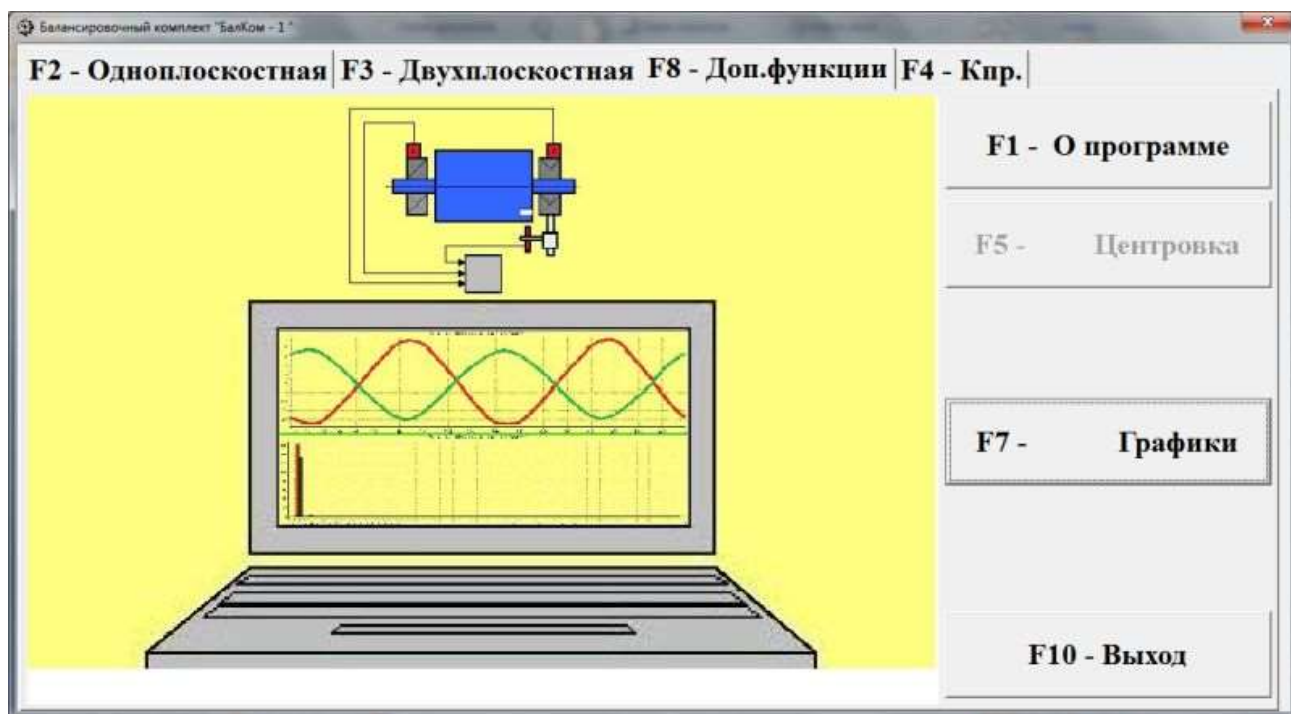 Балансировочный комплект "БалКом - 1 "
F2 - Одноплоскостная F3 - Двухплоскостная F8 - Доп.функции F4 - Кпр.
F1 - О программе
F5 - Центровка
F7 - Графики
F10 - Выход